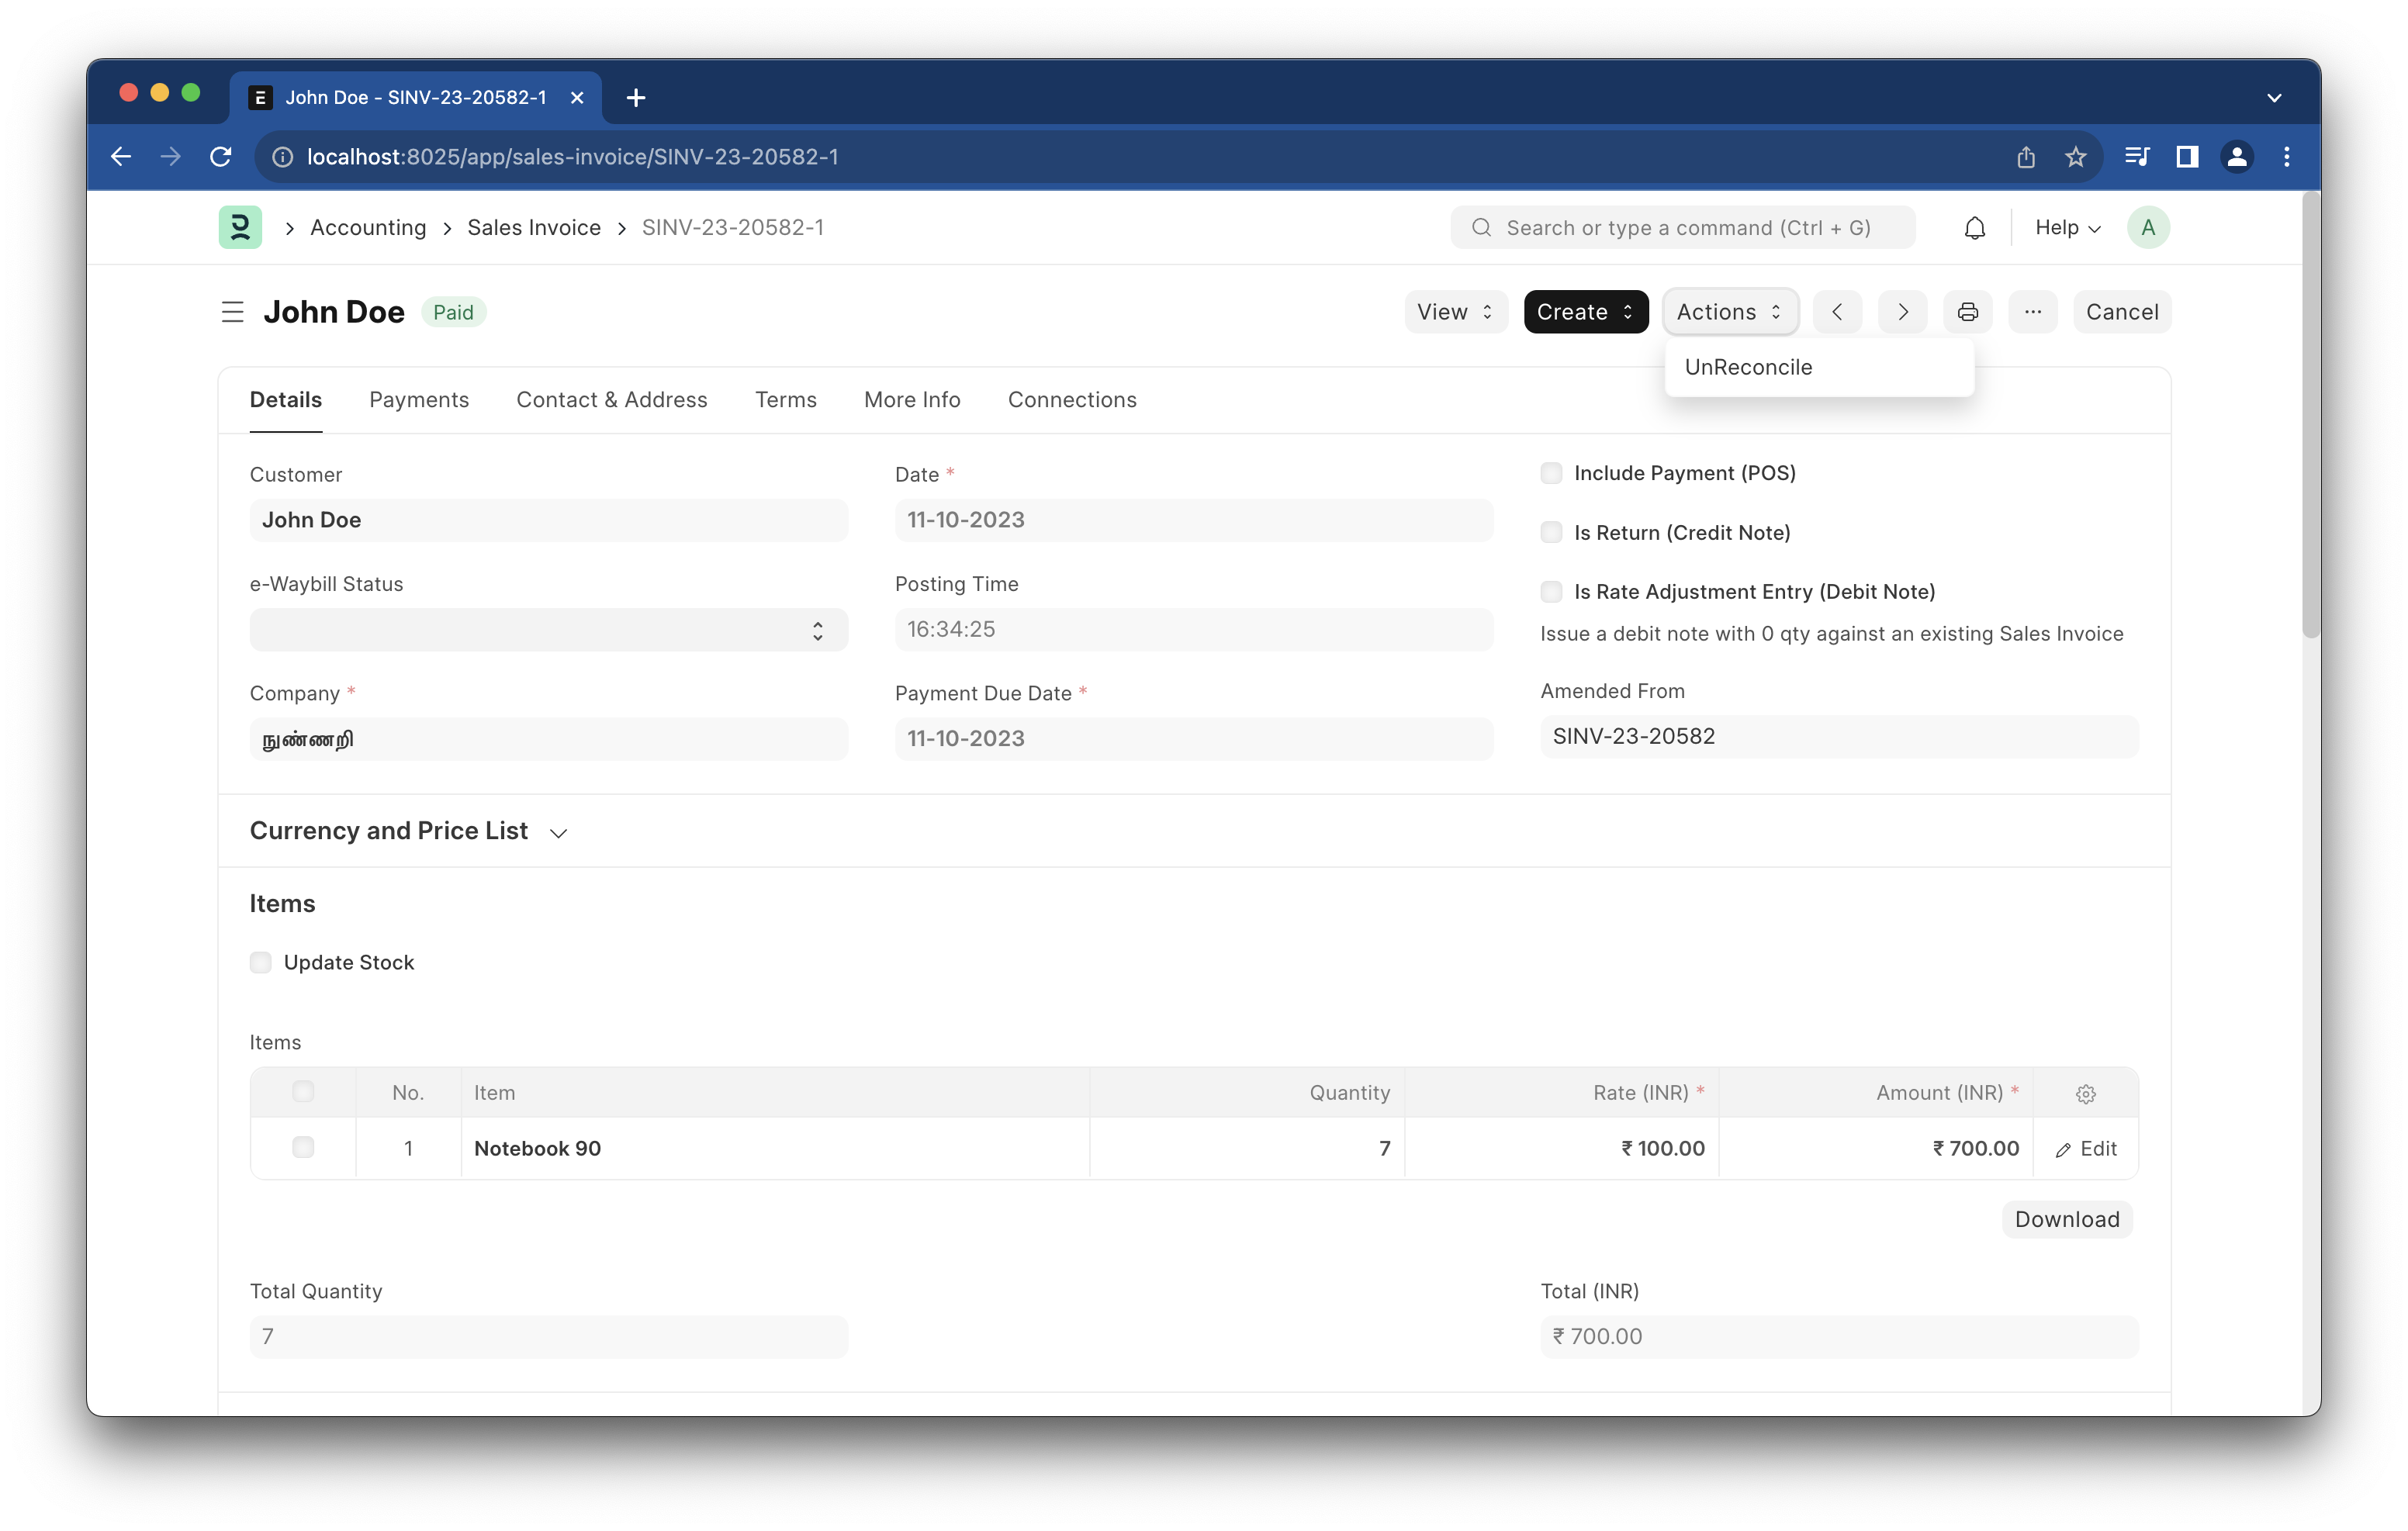 John Doe - SINV-23-20582-1
localhost:8025/app/sales-invoice/SINV-23-20582-1
Accounting Sales Invoice SINV-23-20582-1
Search or type a command (Ctrl + G)
Help
A
John Doe Paid
View Create Actions ... Cancel
UnReconcile
Details Payments Contact & Address Terms More Info Connections
Customer
John Doe
e-Waybill Status
Company *
நுண்ணறி
Date *
11-10-2023
Posting Time
16:34:25
Payment Due Date *
11-10-2023
Include Payment (POS)
Is Return (Credit Note)
Is Rate Adjustment Entry (Debit Note)
Issue a debit note with 0 qty against an existing Sales Invoice
Amended From
SINV-23-20582
Currency and Price List
Items
Update Stock
Items
No. Item Quantity Rate (INR) * Amount (INR) *
1 Notebook 90 7 ₹ 100.00 ₹ 700.00 Edit
Download
Total Quantity
7
Total (INR)
₹ 700.00